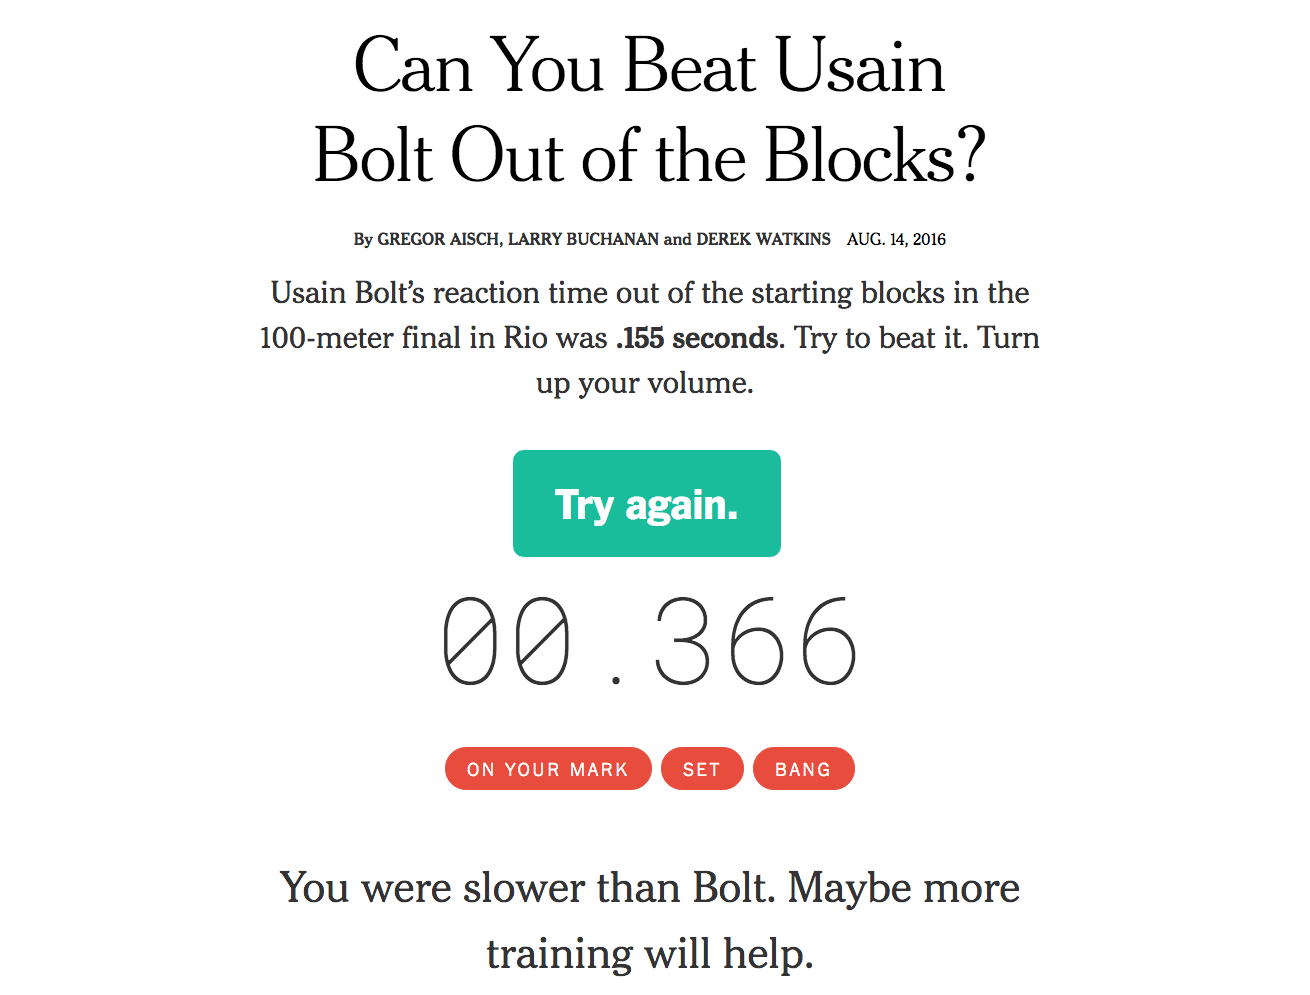 Can You Beat Usain
Bolt Out of the Blocks?
By GREGOR AISCH, LARRY BUCHANAN and DEREK WATKINS AUG. 14, 2016
Usain Bolt’s reaction time out of the starting blocks in the
100-meter final in Rio was .155 seconds. Try to beat it. Turn
up your volume.
Try again.
00.366
ON YOUR MARK SET BANG
You were slower than Bolt. Maybe more
training will help.